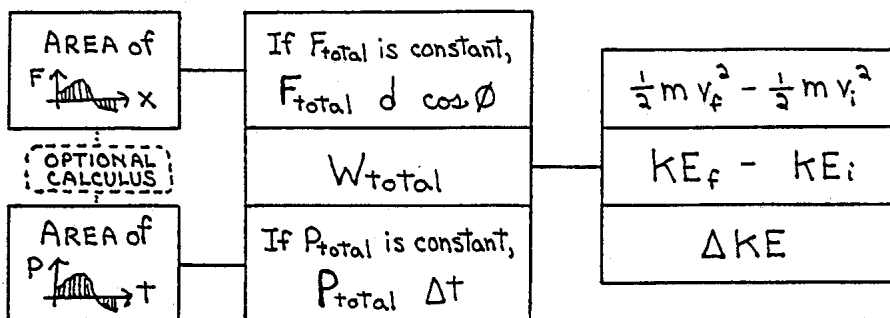 AREA of
F
x
OPTIONAL
CALCULUS
AREA of
P
t
If F_total is constant,
F_total d cos Ø
W_total
If P_total is constant,
P_total Δt
½ m v_f² - ½ m v_i²
KE_f - KE_i
ΔKE